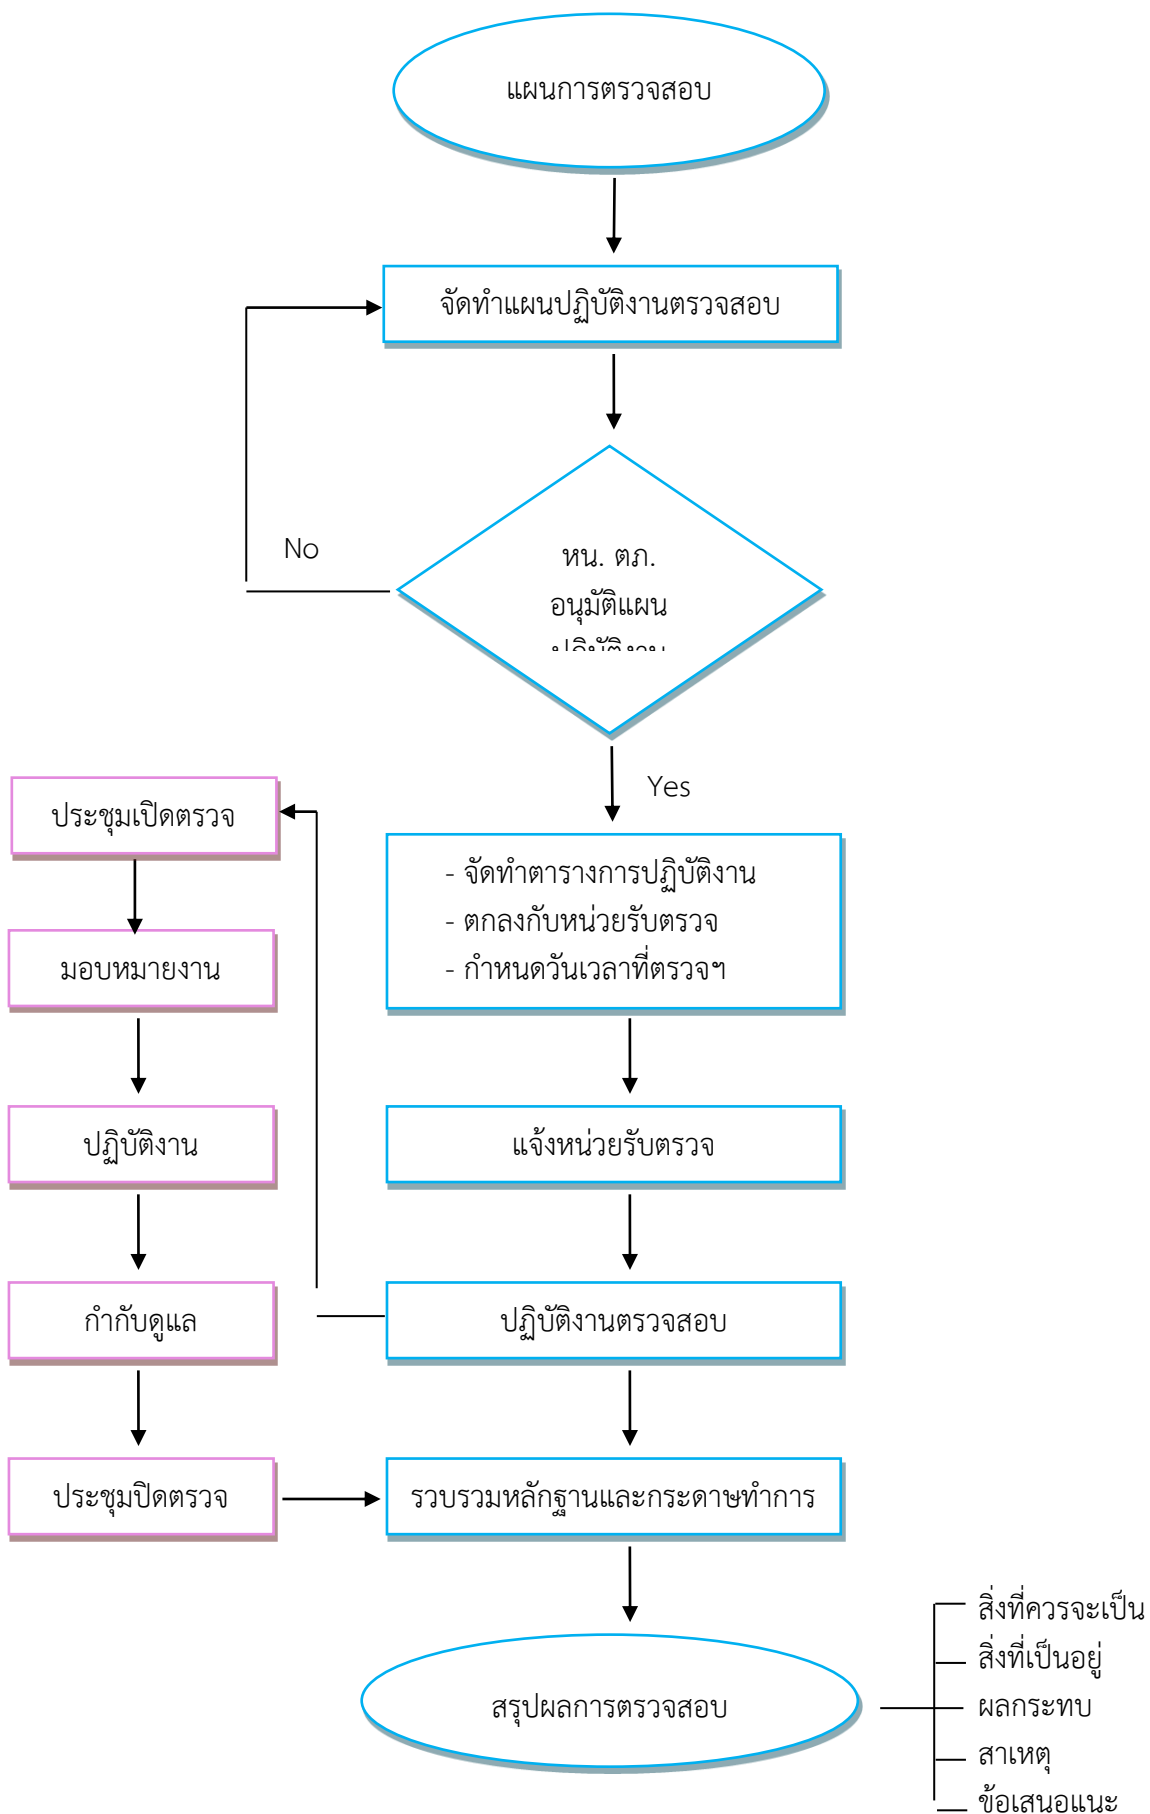 แผนการตรวจสอบ
จัดทำแผนปฏิบัติงานตรวจสอบ
No
หน. ตภ.
อนุมัติแผน
ปฏิบัติงาน
Yes
- จัดทำตารางการปฏิบัติงาน
- ตกลงกับหน่วยรับตรวจ
- กำหนดวันเวลาที่ตรวจฯ
แจ้งหน่วยรับตรวจ
ปฏิบัติงานตรวจสอบ
ประชุมเปิดตรวจ
มอบหมายงาน
ปฏิบัติงาน
กำกับดูแล
ประชุมปิดตรวจ
รวบรวมหลักฐานและกระดาษทำการ
สรุปผลการตรวจสอบ
สิ่งที่ควรจะเป็น
สิ่งที่เป็นอยู่
ผลกระทบ
สาเหตุ
ข้อเสนอแนะ